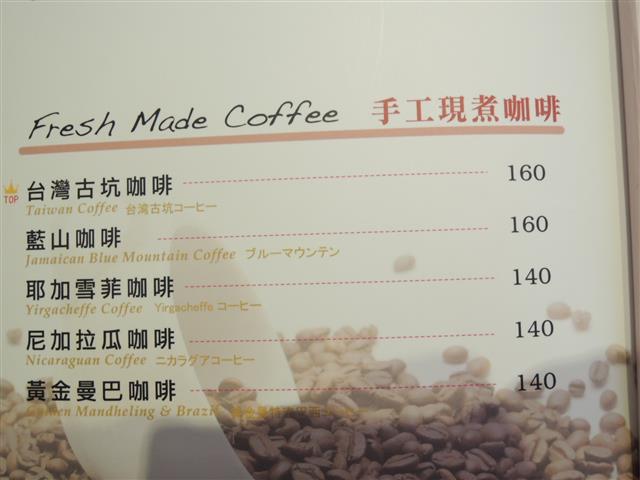 Fresh Made Coffee 手工現煮咖啡
TOP 台灣古坑咖啡 160
Taiwan Coffee 台灣古坑コーヒー
藍山咖啡 160
Jamaican Blue Mountain Coffee ブルーマウンテン
耶加雪菲咖啡 140
Yirgacheffe Coffee Yirgacheffe コーヒー
尼加拉瓜咖啡 140
Nicaraguan Coffee ニカラグアコーヒー
黃金曼巴咖啡 140
Golden Mandheling & Brazil